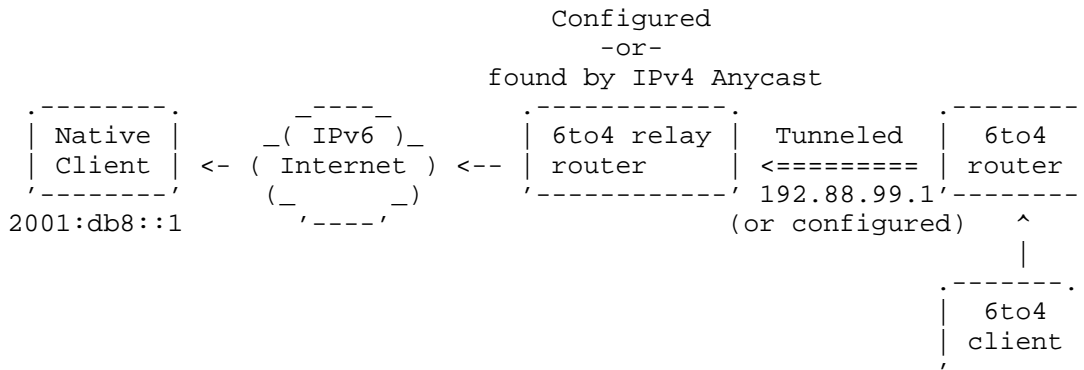 Configured
-or-
found by IPv4 Anycast
Native _( IPv6 )_ 6to4 relay Tunneled 6to4
Client <- ( Internet ) <-- router <========= router
192.88.99.1
2001:db8::1 (or configured) ^
6to4
client